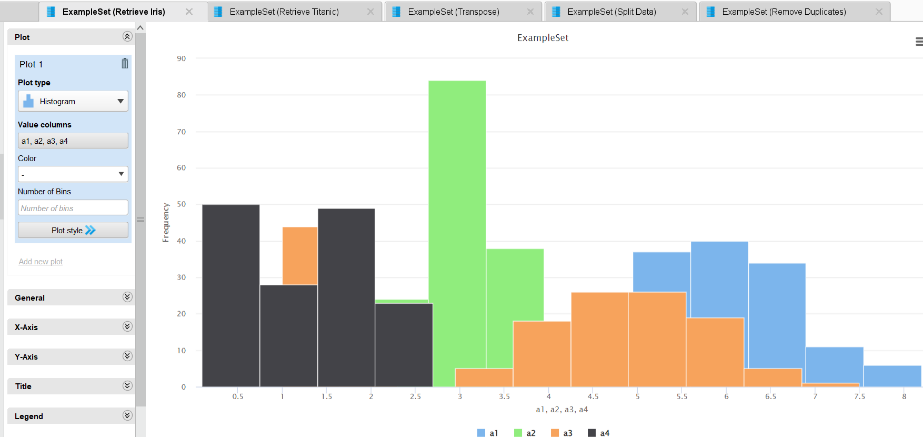 ExampleSet (Retrieve Iris)
ExampleSet (Retrieve Titanic)
ExampleSet (Transpose)
ExampleSet (Split Data)
ExampleSet (Remove Duplicates)
Plot
Plot 1
Plot type
Histogram
Value columns
a1, a2, a3, a4
Color
-
Number of Bins
Number of bins
Plot style
Add new plot
General
X-Axis
Y-Axis
Title
Legend
ExampleSet
Frequency
90
80
70
60
50
40
30
20
10
0
0.5 1 1.5 2 2.5 3 3.5 4 4.5 5 5.5 6 6.5 7 7.5 8
a1, a2, a3, a4
a1 a2 a3 a4